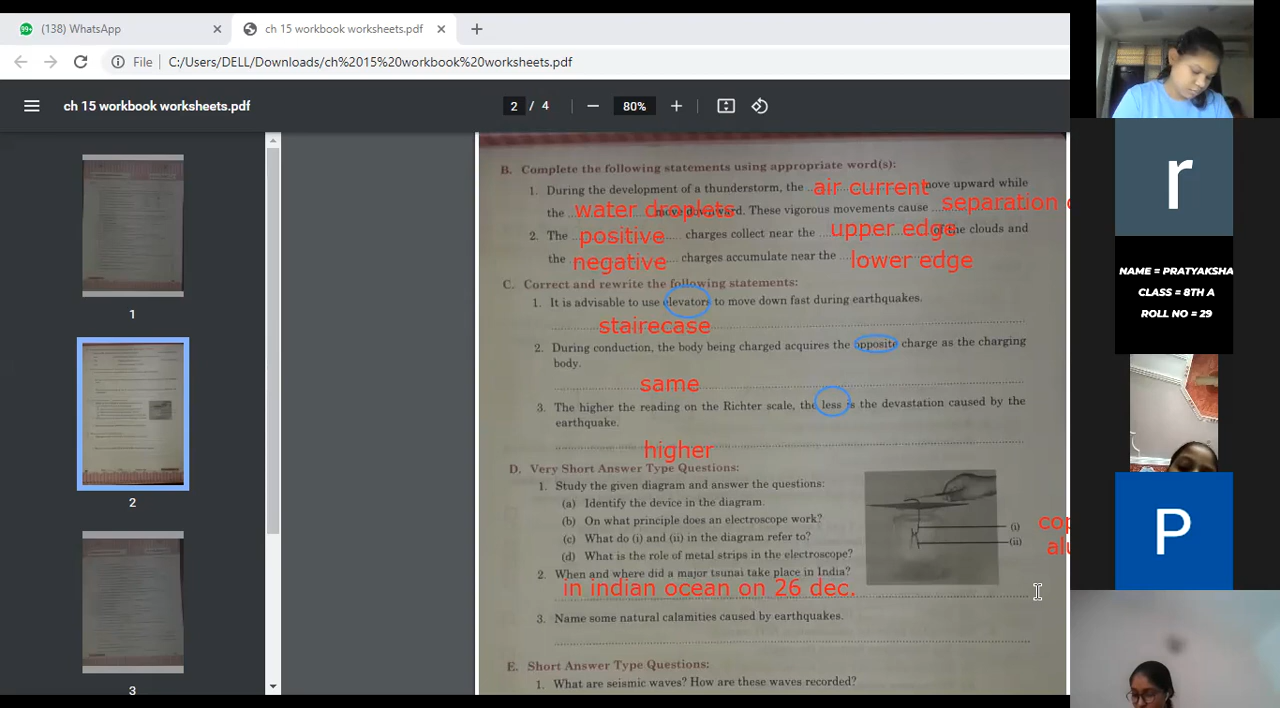 (138) WhatsApp
ch 15 workbook worksheets.pdf
File
C:/Users/DELL/Downloads/ch%2015%20workbook%20worksheets.pdf
ch 15 workbook worksheets.pdf
2 / 4
80%
1
2
3
B. Complete the following statements using appropriate word(s):
1. During the development of a thunderstorm, the air current move upward while
the water droplets move downward. These vigorous movements cause separation
2. The positive charges collect near the upper edge of the clouds and
the negative charges accumulate near the lower edge
C. Correct and rewrite the following statements:
1. It is advisable to use elevators to move down fast during earthquakes.
stairecase
2. During conduction, the body being charged acquires the opposite charge as the charging
body.
same
3. The higher the reading on the Richter scale, the less is the devastation caused by the
earthquake.
higher
D. Very Short Answer Type Questions:
1. Study the given diagram and answer the questions:
(a) Identify the device in the diagram.
(b) On what principle does an electroscope work?
(c) What do (i) and (ii) in the diagram refer to?
(d) What is the role of metal strips in the electroscope?
(i)
(ii)
2. When and where did a major tsunai take place in India?
in indian ocean on 26 dec.
3. Name some natural calamities caused by earthquakes.
E. Short Answer Type Questions:
1. What are seismic waves? How are these waves recorded?
r
NAME = PRATYAKSHA
CLASS = 8TH A
ROLL NO = 29
P